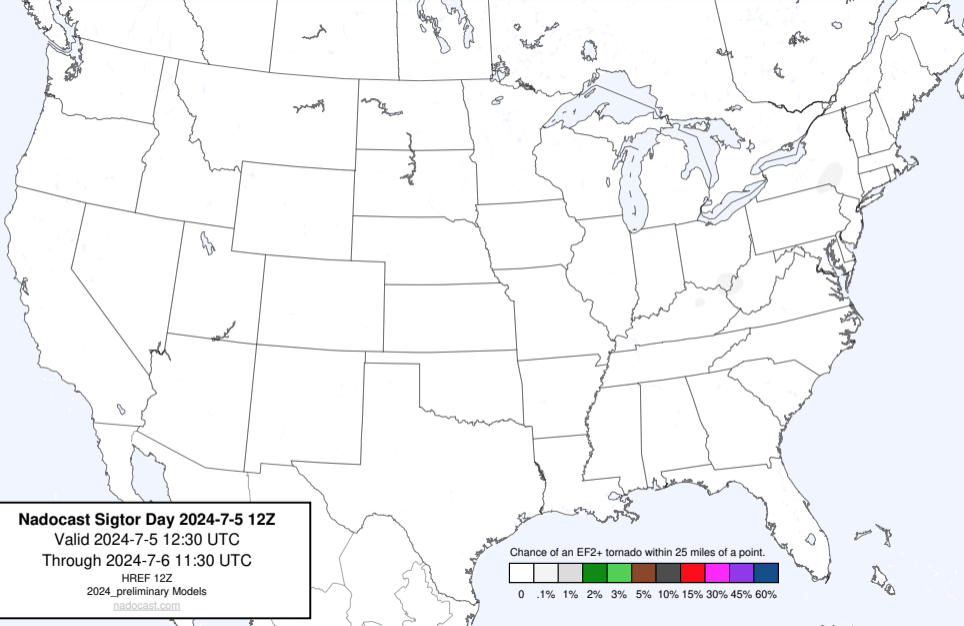 Nadocast Sigtor Day 2024-7-5 12Z
Valid 2024-7-5 12:30 UTC
Through 2024-7-6 11:30 UTC
HREF 12Z
2024_preliminary Models
nadocast.com
Chance of an EF2+ tornado within 25 miles of a point.
0 .1% 1% 2% 3% 5% 10% 15% 30% 45% 60%